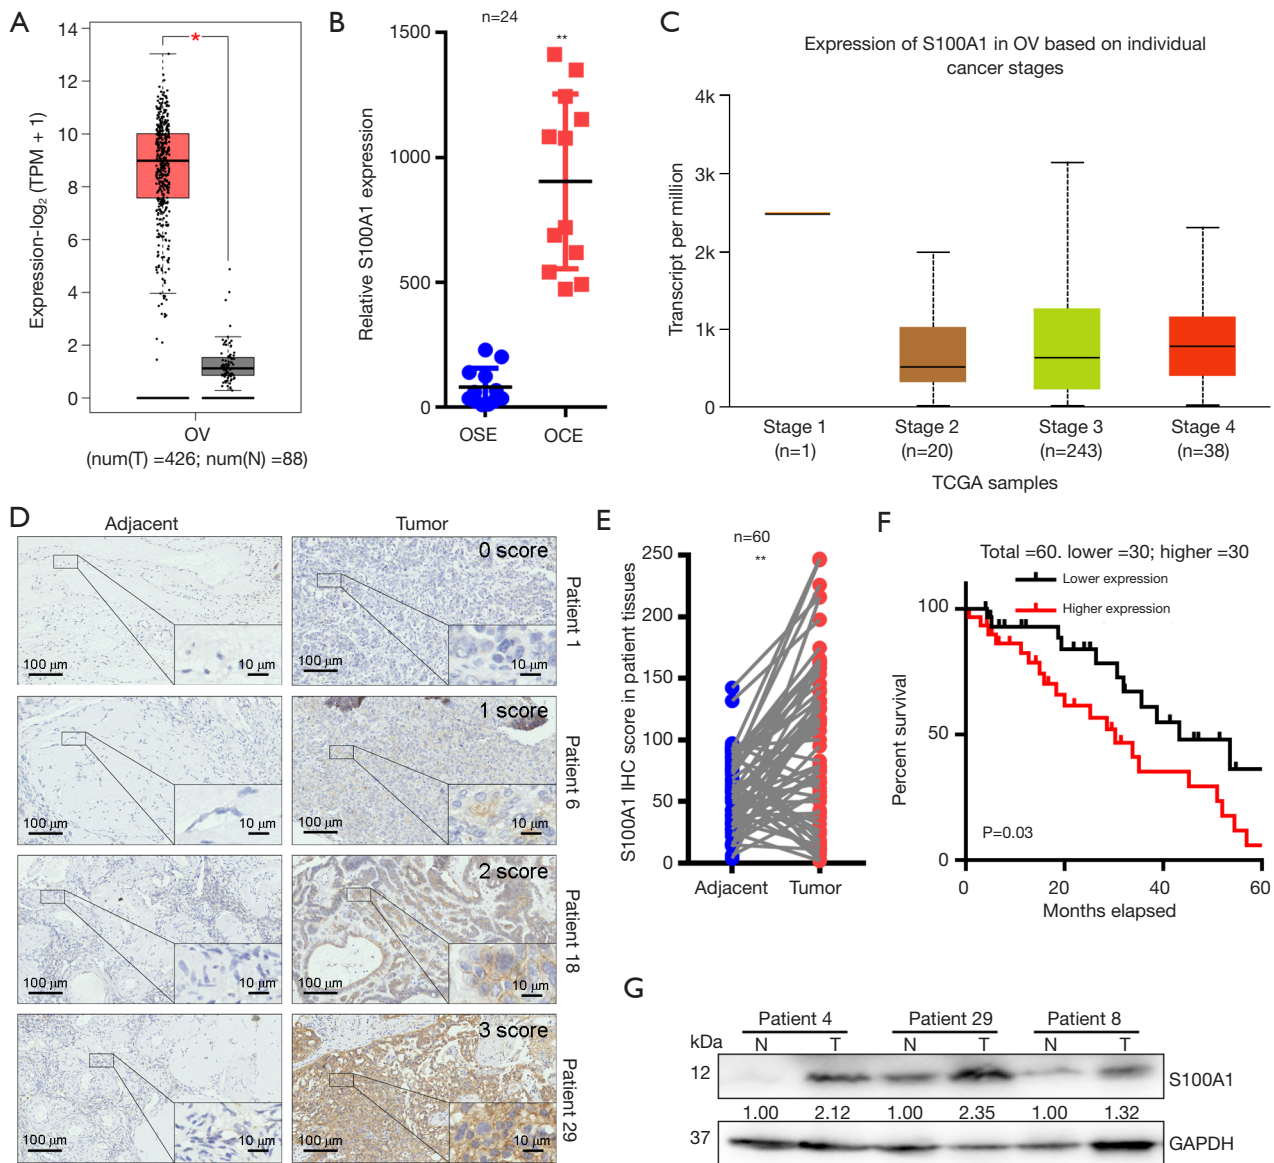 A
14
12
10
8
6
4
2
0
Expression-log₂ (TPM + 1)
*
OV
(num(T) =426; num(N) =88)
B
n=24
**
1500
1000
500
0
Relative S100A1 expression
OSE
OCE
C
Expression of S100A1 in OV based on individual
cancer stages
4k
3k
2k
1k
0
Transcript per million
Stage 1
(n=1)
Stage 2
(n=20)
Stage 3
(n=243)
Stage 4
(n=38)
TCGA samples
D
Adjacent
Tumor
0 score
100 μm
10 μm
100 μm
10 μm
Patient 1
1 score
100 μm
10 μm
100 μm
10 μm
Patient 6
2 score
100 μm
10 μm
100 μm
10 μm
Patient 18
3 score
100 μm
10 μm
100 μm
10 μm
Patient 29
E
n=60
**
250
200
150
100
50
0
S100A1 IHC score in patient tissues
Adjacent
Tumor
F
Total =60. lower =30; higher =30
Lower expression
Higher expression
100
50
0
Percent survival
P=0.03
0
20
40
60
Months elapsed
G
Patient 4
Patient 29
Patient 8
kDa
N
T
N
T
N
T
12
S100A1
1.00
2.12
1.00
2.35
1.00
1.32
37
GAPDH